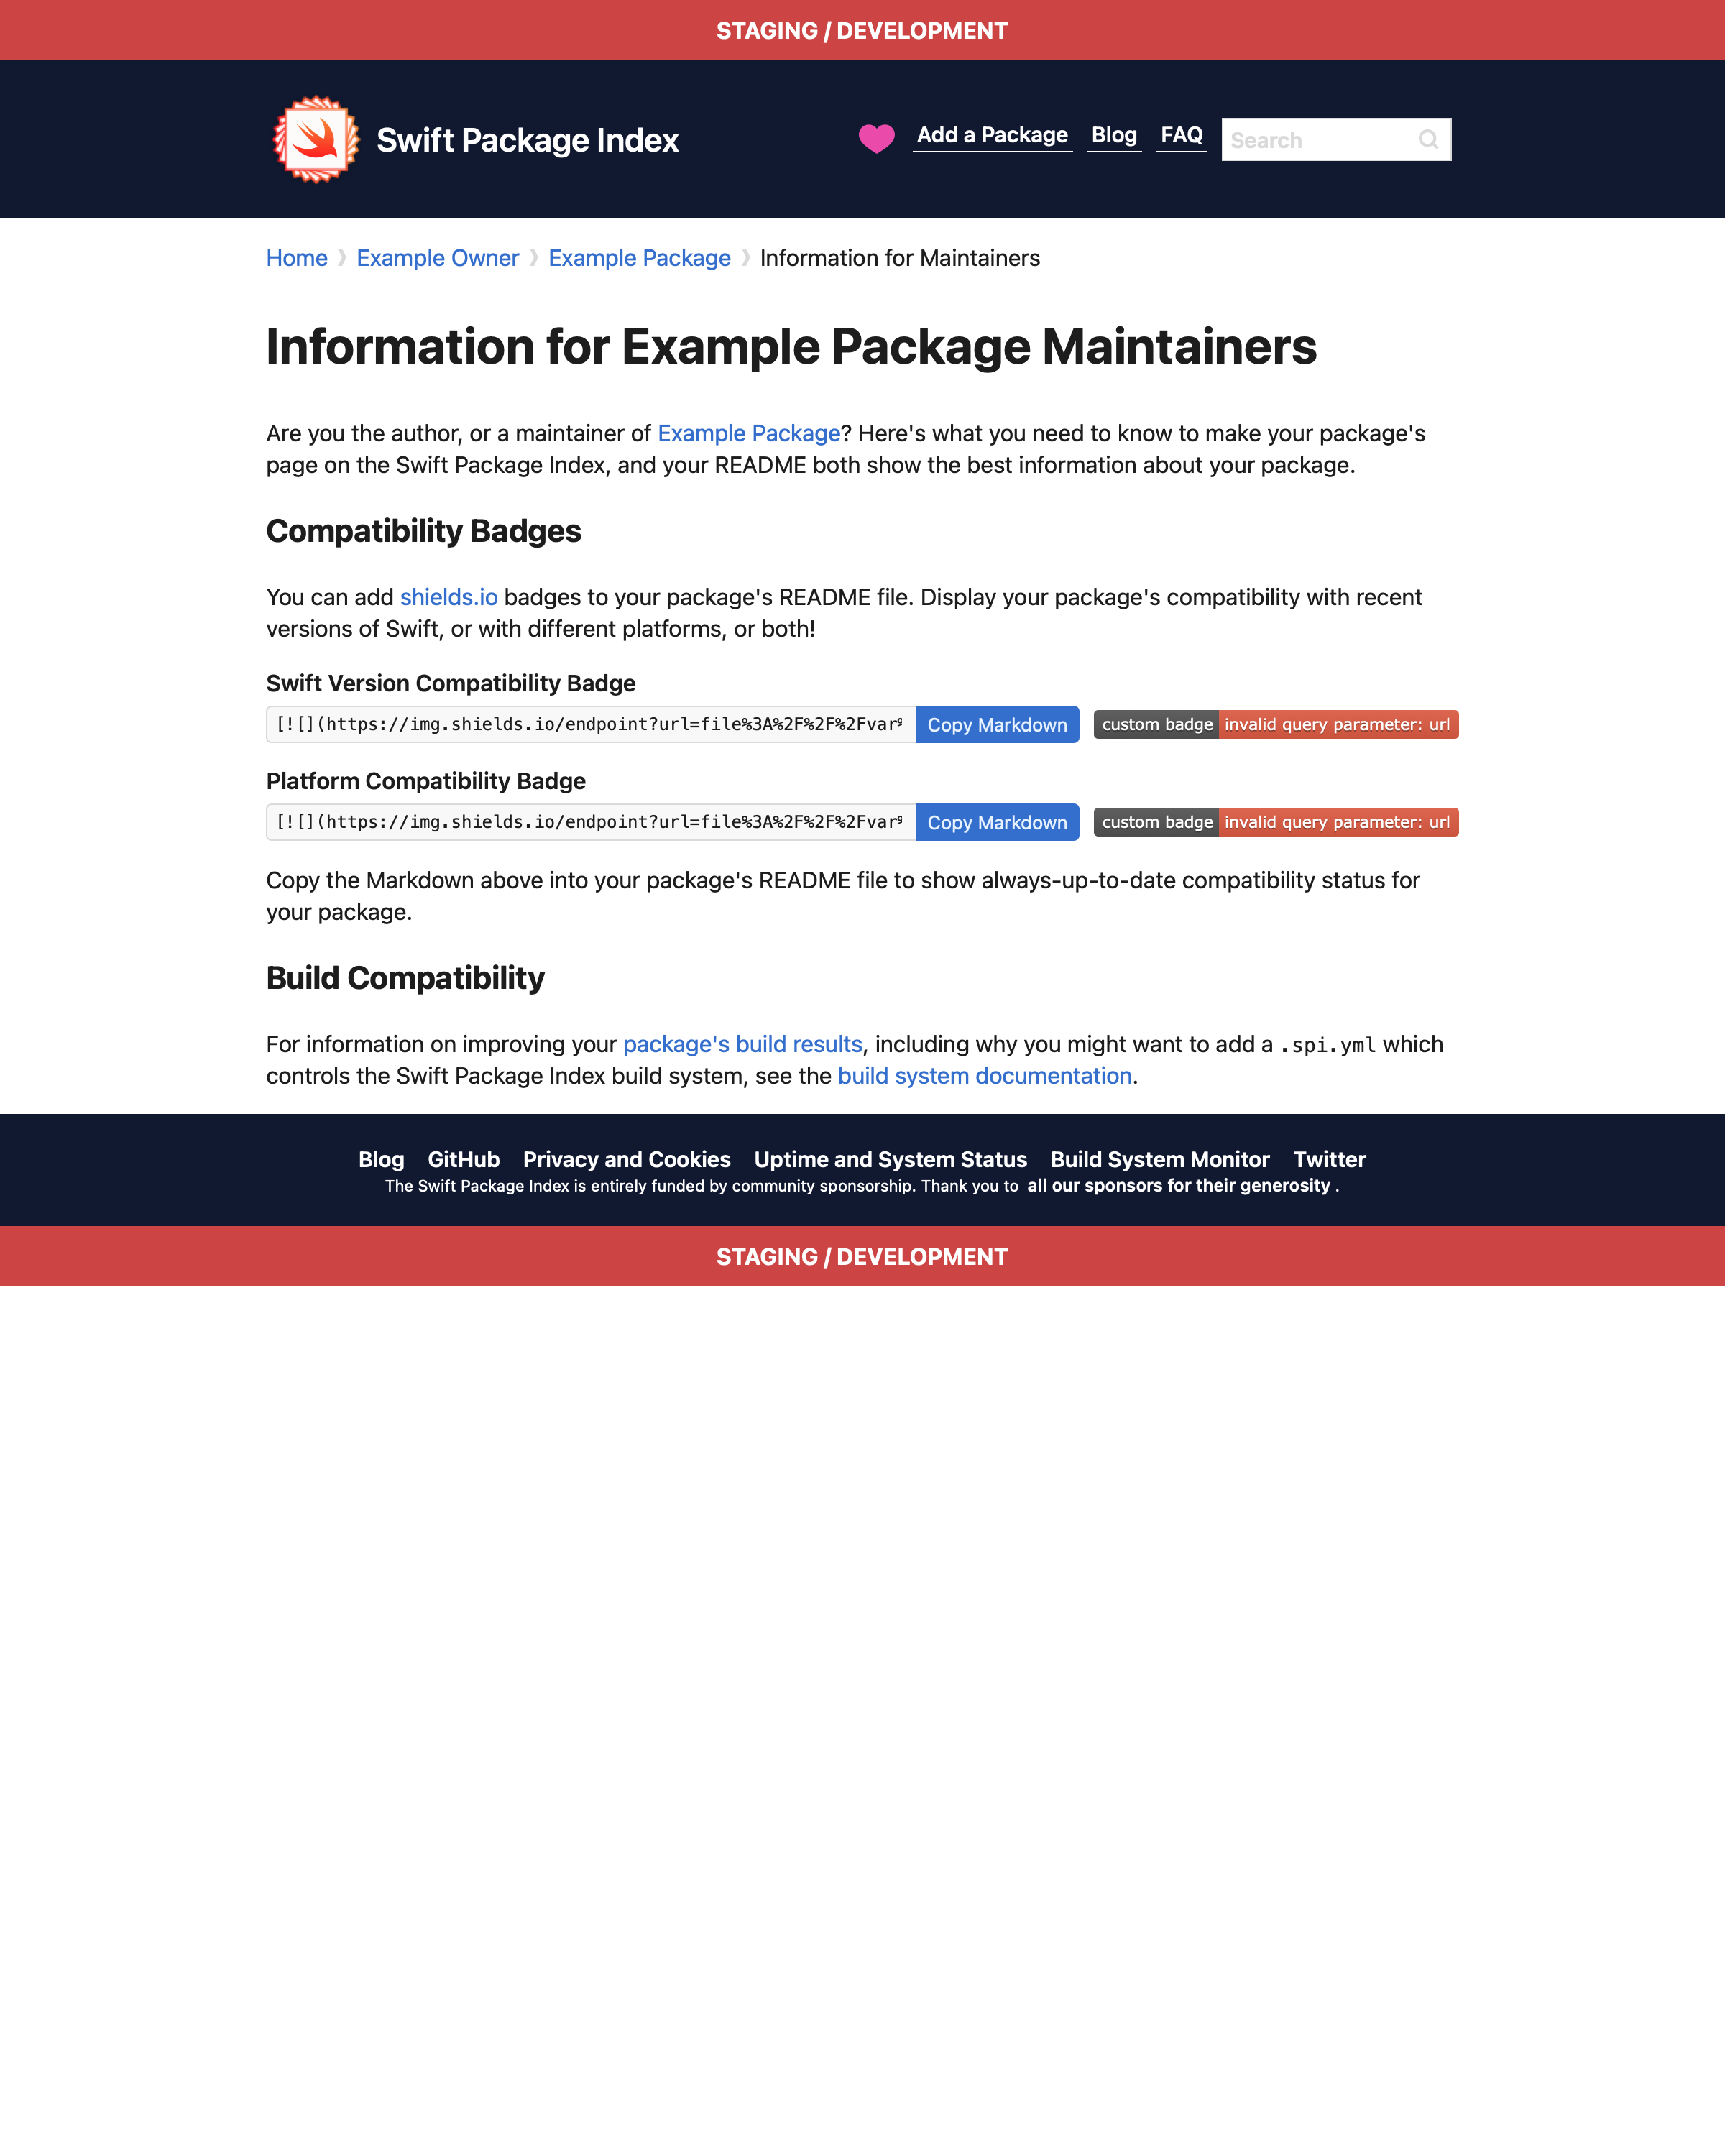 STAGING / DEVELOPMENT
Swift Package Index
Add a Package Blog FAQ Search
Home Example Owner Example Package Information for Maintainers
Information for Example Package Maintainers
Are you the author, or a maintainer of Example Package? Here's what you need to know to make your package's
page on the Swift Package Index, and your README both show the best information about your package.
Compatibility Badges
You can add shields.io badges to your package's README file. Display your package's compatibility with recent
versions of Swift, or with different platforms, or both!
Swift Version Compatibility Badge
[![](https://img.shields.io/endpoint?url=file%3A%2F%2F%2Fvar Copy Markdown custom badge invalid query parameter: url
Platform Compatibility Badge
[![](https://img.shields.io/endpoint?url=file%3A%2F%2F%2Fvar Copy Markdown custom badge invalid query parameter: url
Copy the Markdown above into your package's README file to show always-up-to-date compatibility status for
your package.
Build Compatibility
For information on improving your package's build results, including why you might want to add a .spi.yml which
controls the Swift Package Index build system, see the build system documentation.
Blog GitHub Privacy and Cookies Uptime and System Status Build System Monitor Twitter
The Swift Package Index is entirely funded by community sponsorship. Thank you to all our sponsors for their generosity .
STAGING / DEVELOPMENT